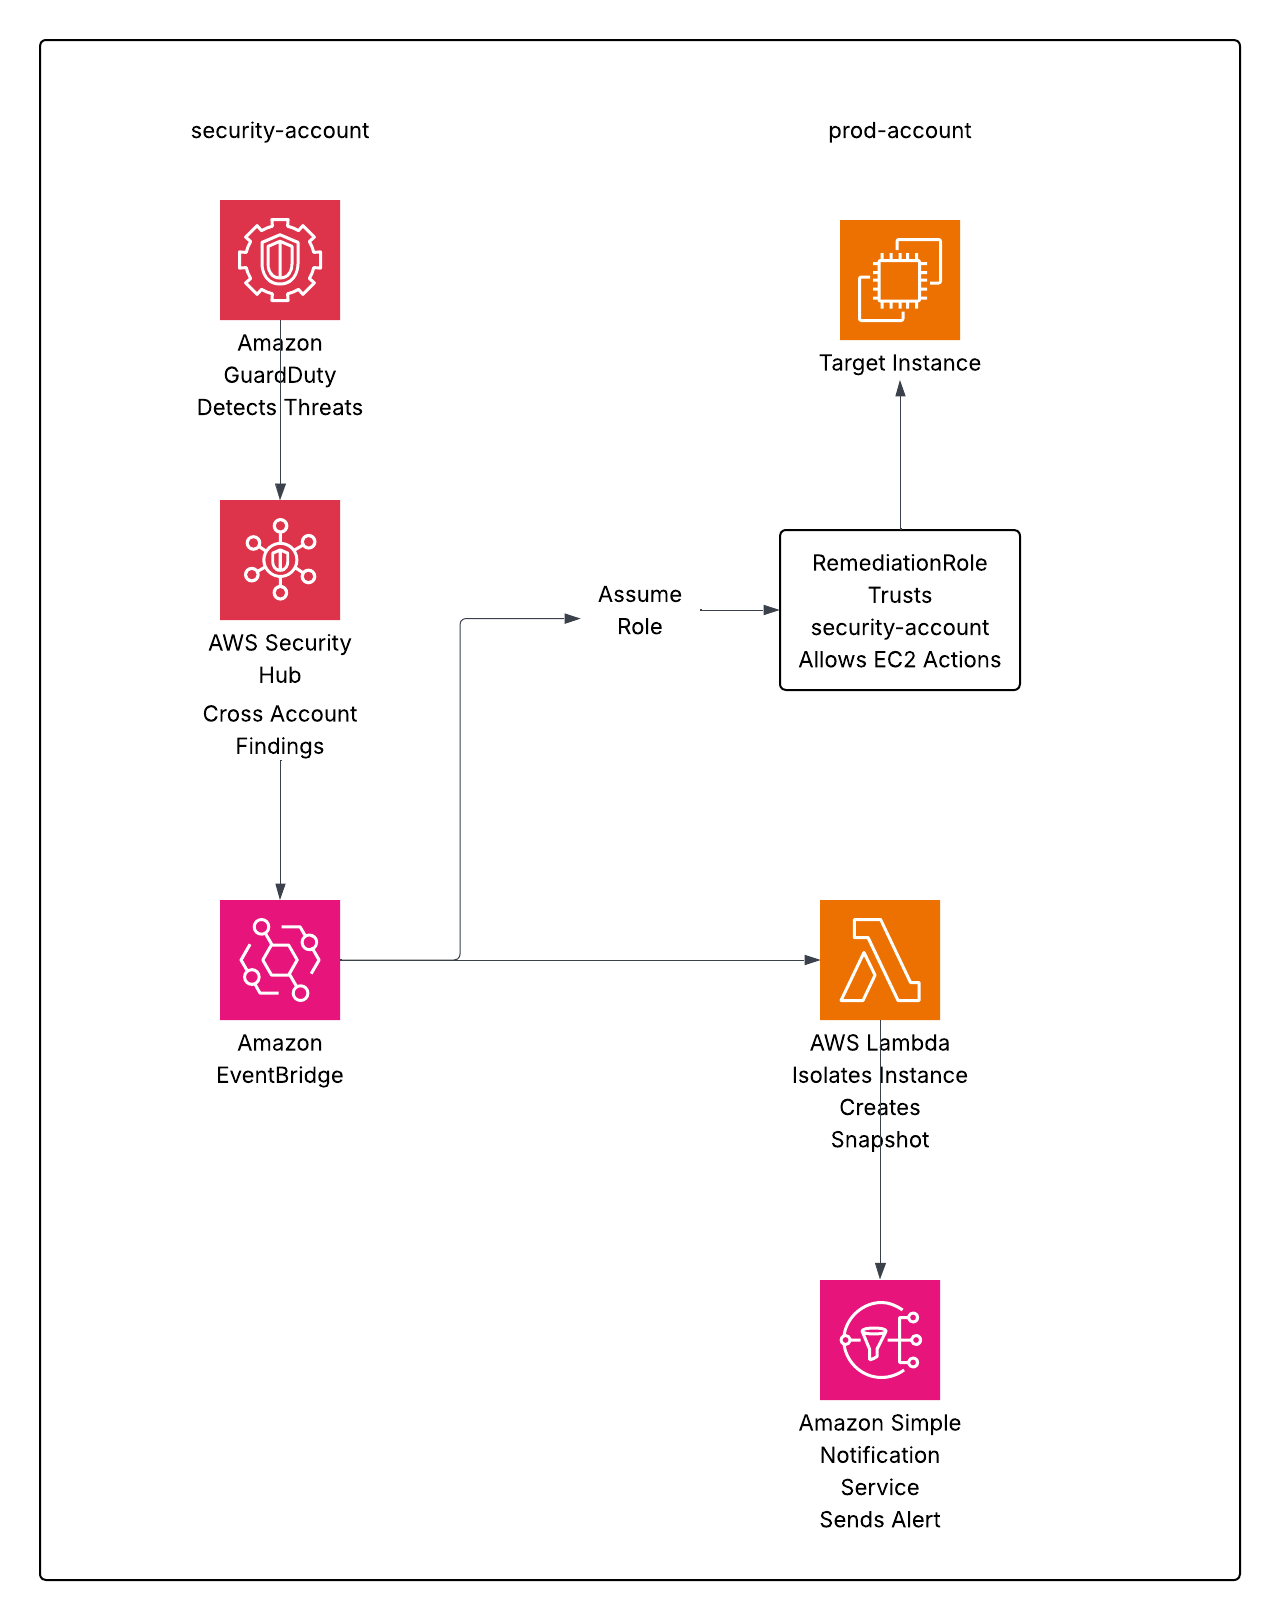 security-account
prod-account
Amazon
GuardDuty
Detects Threats
Target Instance
AWS Security
Hub
Cross Account
Findings
Assume
Role
RemediationRole
Trusts
security-account
Allows EC2 Actions
Amazon
EventBridge
AWS Lambda
Isolates Instance
Creates
Snapshot
Amazon Simple
Notification
Service
Sends Alert